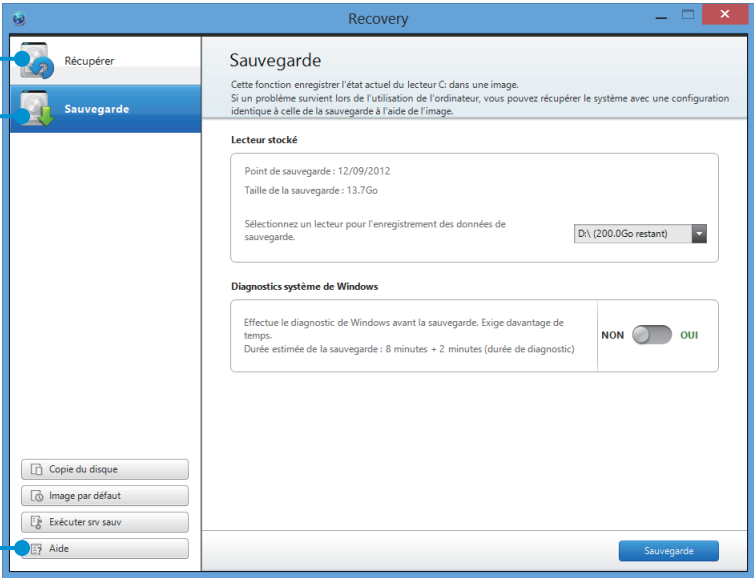 Recovery
Récupérer
Sauvegarde
Sauvegarde
Cette fonction enregistrer l'état actuel du lecteur C: dans une image.
Si un problème survient lors de l'utilisation de l'ordinateur, vous pouvez récupérer le système avec une configuration
identique à celle de la sauvegarde à l'aide de l'image.
Lecteur stocké
Point de sauvegarde : 12/09/2012
Taille de la sauvegarde : 13.7Go
Sélectionnez un lecteur pour l'enregistrement des données de
sauvegarde.
D:\ (200.0Go restant)
Diagnostics système de Windows
Effectue le diagnostic de Windows avant la sauvegarde. Exige davantage de
temps.
Durée estimée de la sauvegarde : 8 minutes + 2 minutes (durée de diagnostic)
NON OUI
Copie du disque
Image par défaut
Exécuter srv sauv
Aide
Sauvegarde